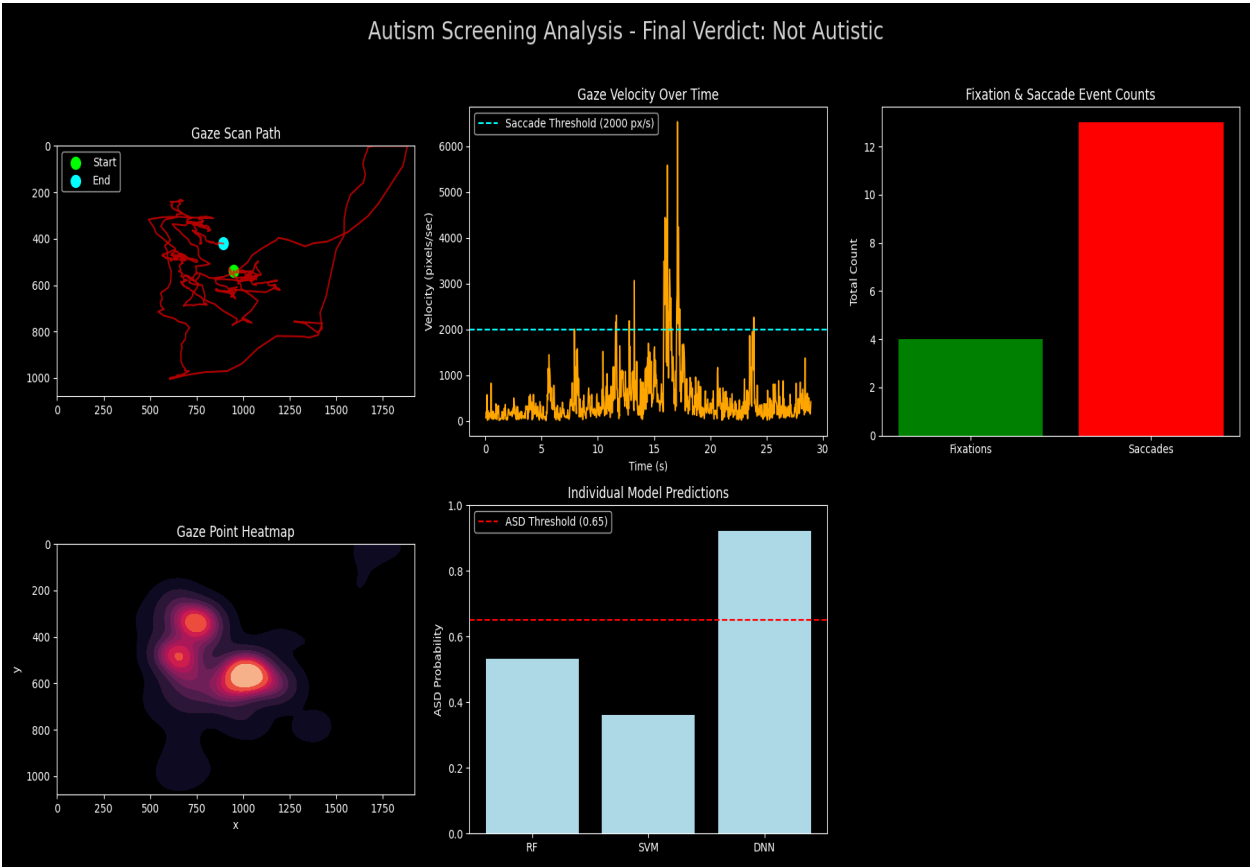 Autism Screening Analysis - Final Verdict: Not Autistic
Gaze Scan Path
Start
End
0
200
400
600
800
1000
0 250 500 750 1000 1250 1500 1750
Gaze Velocity Over Time
Saccade Threshold (2000 px/s)
Velocity (pixels/sec)
6000
5000
4000
3000
2000
1000
0
0 5 10 15 20 25 30
Time (s)
Fixation & Saccade Event Counts
Total Count
12
10
8
6
4
2
0
Fixations Saccades
Gaze Point Heatmap
y
0
200
400
600
800
1000
0 250 500 750 1000 1250 1500 1750
x
Individual Model Predictions
ASD Threshold (0.65)
ASD Probability
1.0
0.8
0.6
0.4
0.2
0.0
RF SVM DNN